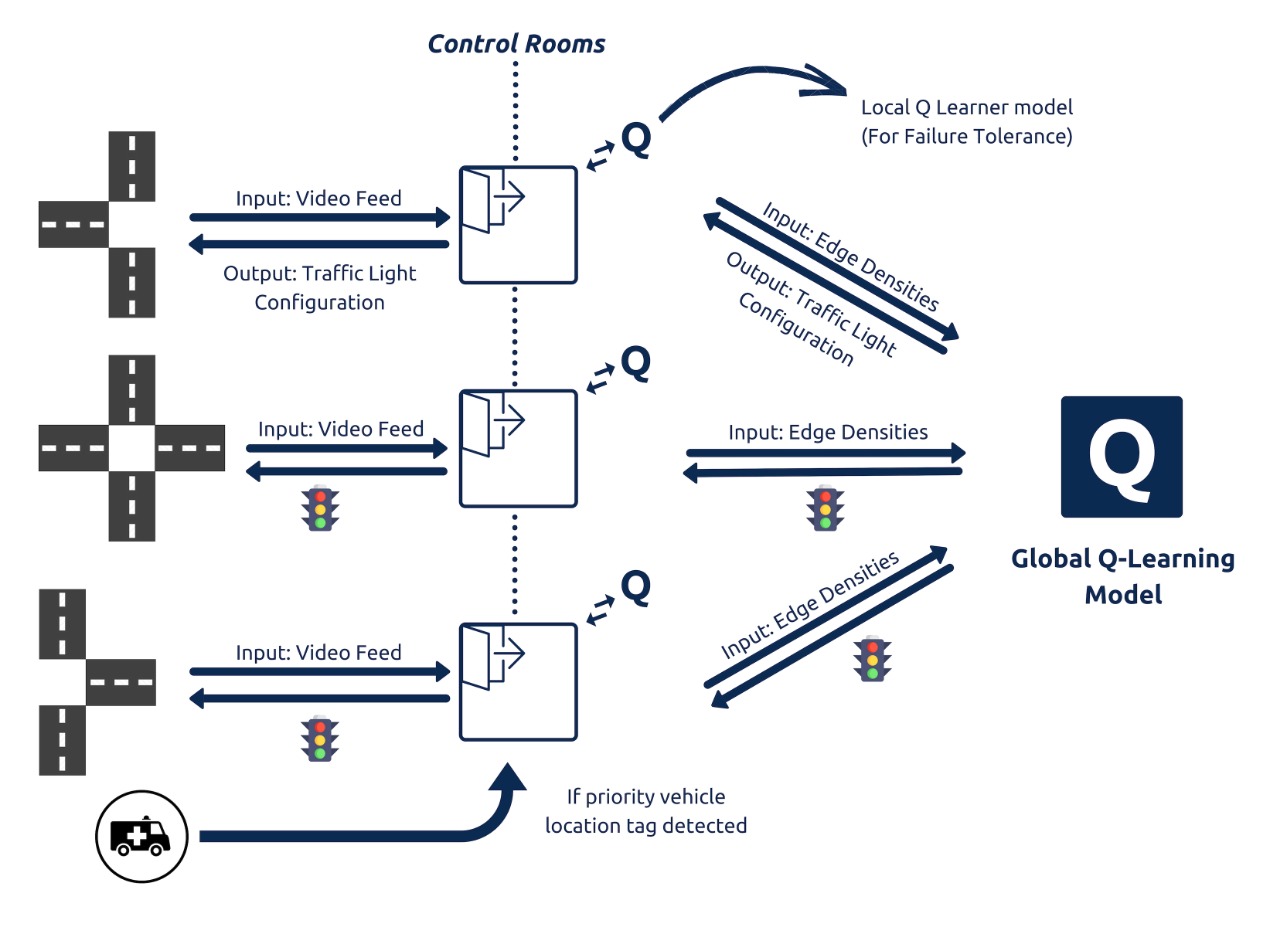 Control Rooms
Q
Local Q Learner model
(For Failure Tolerance)
Input: Video Feed
Output: Traffic Light
Configuration
Input: Edge Densities
Output: Traffic Light
Configuration
Q
Input: Video Feed
Input: Edge Densities
Q
Global Q-Learning
Model
Q
Input: Video Feed
Input: Edge Densities
If priority vehicle
location tag detected